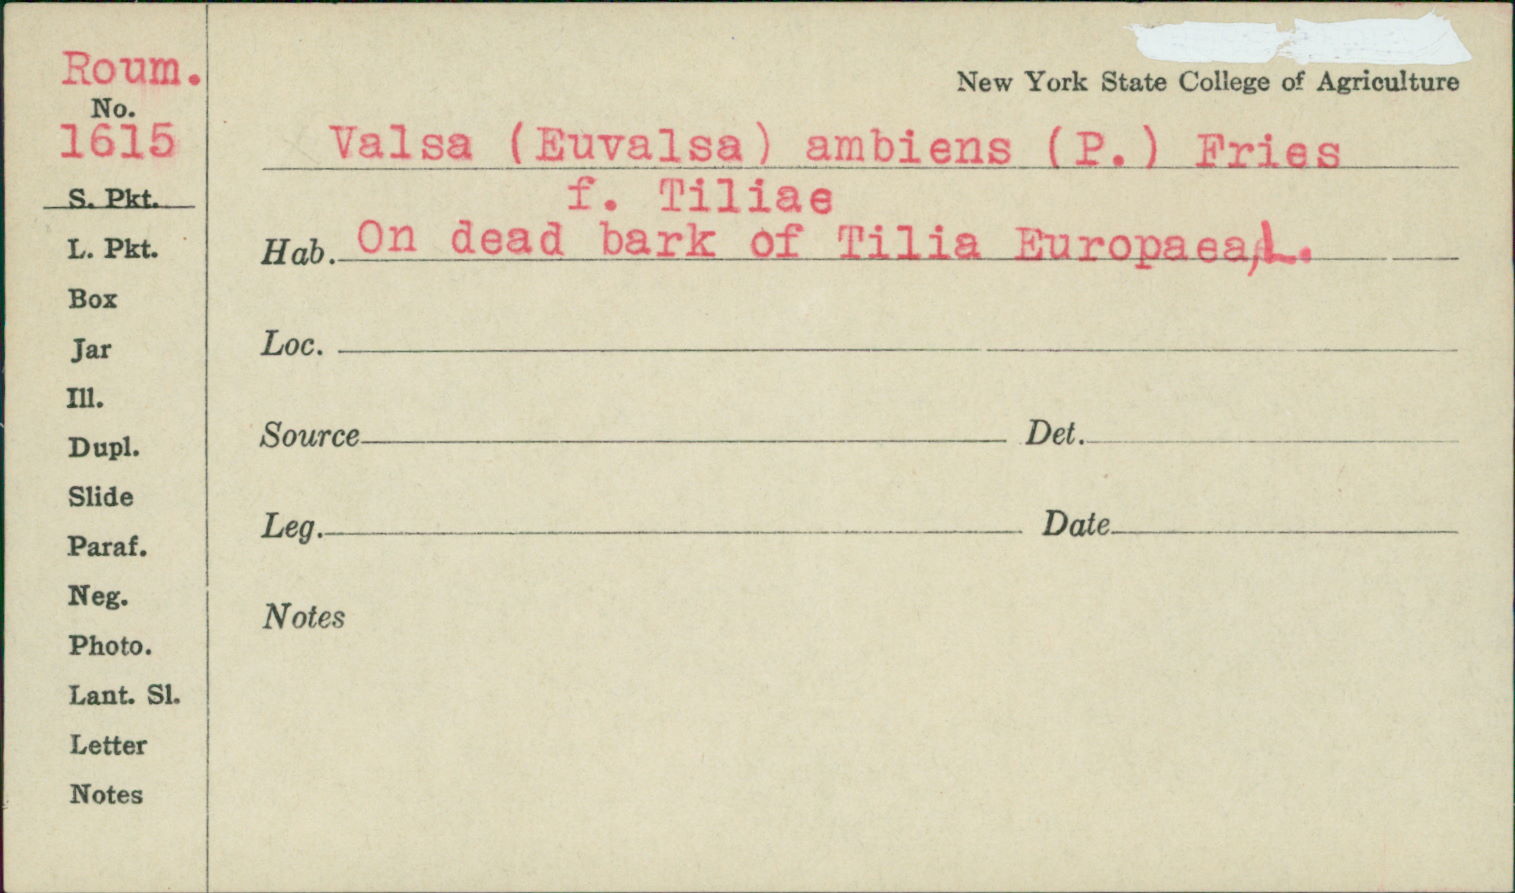 Roum.
No.
1615
S. Pkt.
L. Pkt.
Box
Jar
Ill.
Dupl.
Slide
Paraf.
Neg.
Photo.
Lant. Sl.
Letter
Notes
New York State College of Agriculture
Valsa (Euvalsa) ambiens (P.) Fries
f. Tiliae
Hab. On dead bark of Tilia Europaea, L.
Loc.
Source Det.
Leg. Date
Notes